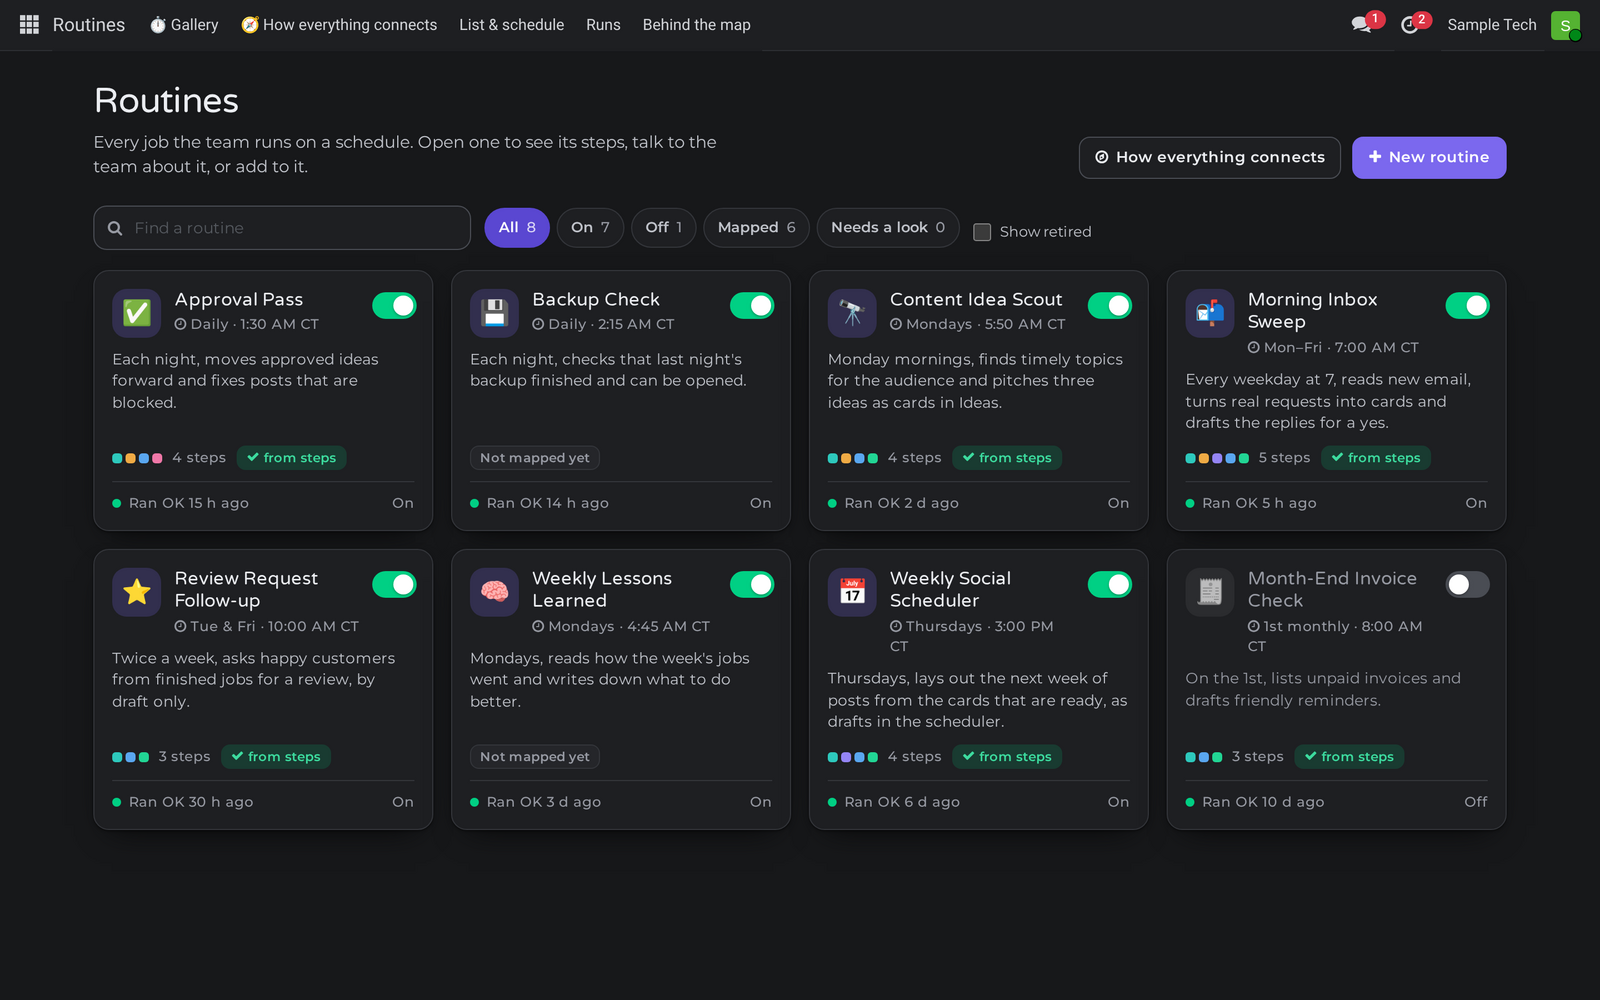 Routines
Gallery
How everything connects
List & schedule
Runs
Behind the map
1
2
Sample Tech
S
Routines
Every job the team runs on a schedule. Open one to see its steps, talk to the
team about it, or add to it.
How everything connects
New routine
Find a routine
All 8
On 7
Off 1
Mapped 6
Needs a look 0
Show retired
Approval Pass
Daily · 1:30 AM CT
Each night, moves approved ideas
forward and fixes posts that are
blocked.
4 steps
from steps
Ran OK 15 h ago
On
Backup Check
Daily · 2:15 AM CT
Each night, checks that last night's
backup finished and can be opened.
Not mapped yet
Ran OK 14 h ago
On
Content Idea Scout
Mondays · 5:50 AM CT
Monday mornings, finds timely topics
for the audience and pitches three
ideas as cards in Ideas.
4 steps
from steps
Ran OK 2 d ago
On
Morning Inbox
Sweep
Mon–Fri · 7:00 AM CT
Every weekday at 7, reads new email,
turns real requests into cards and
drafts the replies for a yes.
5 steps
from steps
Ran OK 5 h ago
On
Review Request
Follow-up
Tue & Fri · 10:00 AM CT
Twice a week, asks happy customers
from finished jobs for a review, by
draft only.
3 steps
from steps
Ran OK 30 h ago
On
Weekly Lessons
Learned
Mondays · 4:45 AM CT
Mondays, reads how the week's jobs
went and writes down what to do
better.
Not mapped yet
Ran OK 3 d ago
On
July
17
Weekly Social
Scheduler
Thursdays · 3:00 PM
CT
Thursdays, lays out the next week of
posts from the cards that are ready, as
drafts in the scheduler.
4 steps
from steps
Ran OK 6 d ago
On
Month-End Invoice
Check
1st monthly · 8:00 AM
CT
On the 1st, lists unpaid invoices and
drafts friendly reminders.
3 steps
from steps
Ran OK 10 d ago
Off